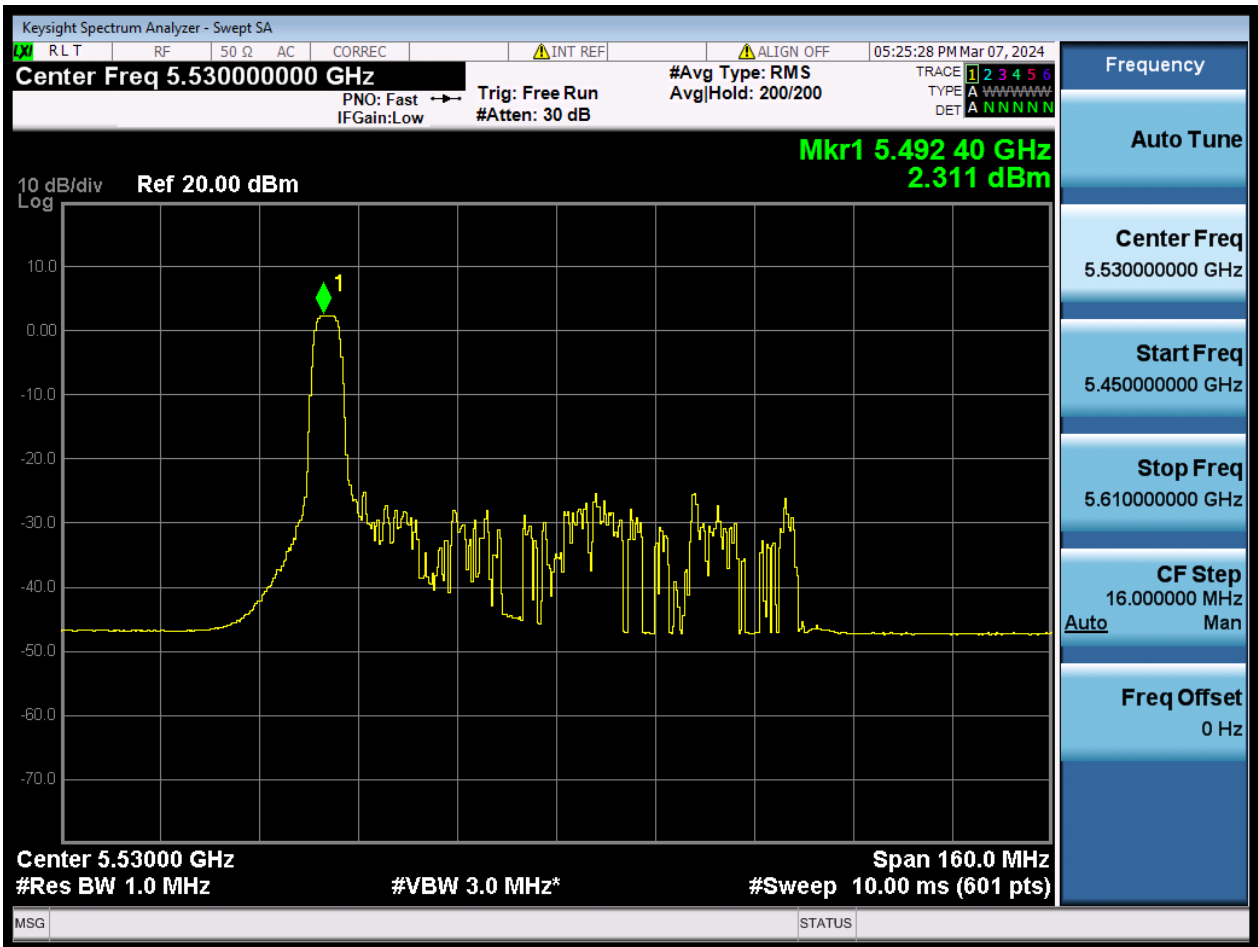 Keysight Spectrum Analyzer - Swept SA
LXI RLT RF 50 Ω AC CORREC INT REF ALIGN OFF 05:25:28 PM Mar 07, 2024
Center Freq 5.530000000 GHz
PNO: Fast
IFGain:Low
Trig: Free Run
#Atten: 30 dB
#Avg Type: RMS
Avg|Hold: 200/200
TRACE 1 2 3 4 5 6
TYPE A WWWWW
DET A N N N N N
Mkr1 5.492 40 GHz
2.311 dBm
10 dB/div Ref 20.00 dBm
Log
1
10.0
0.00
-10.0
-20.0
-30.0
-40.0
-50.0
-60.0
-70.0
Center 5.53000 GHz Span 160.0 MHz
#Res BW 1.0 MHz #VBW 3.0 MHz* #Sweep 10.00 ms (601 pts)
MSG STATUS
Frequency
Auto Tune
Center Freq
5.530000000 GHz
Start Freq
5.450000000 GHz
Stop Freq
5.610000000 GHz
CF Step
16.000000 MHz
Auto Man
Freq Offset
0 Hz